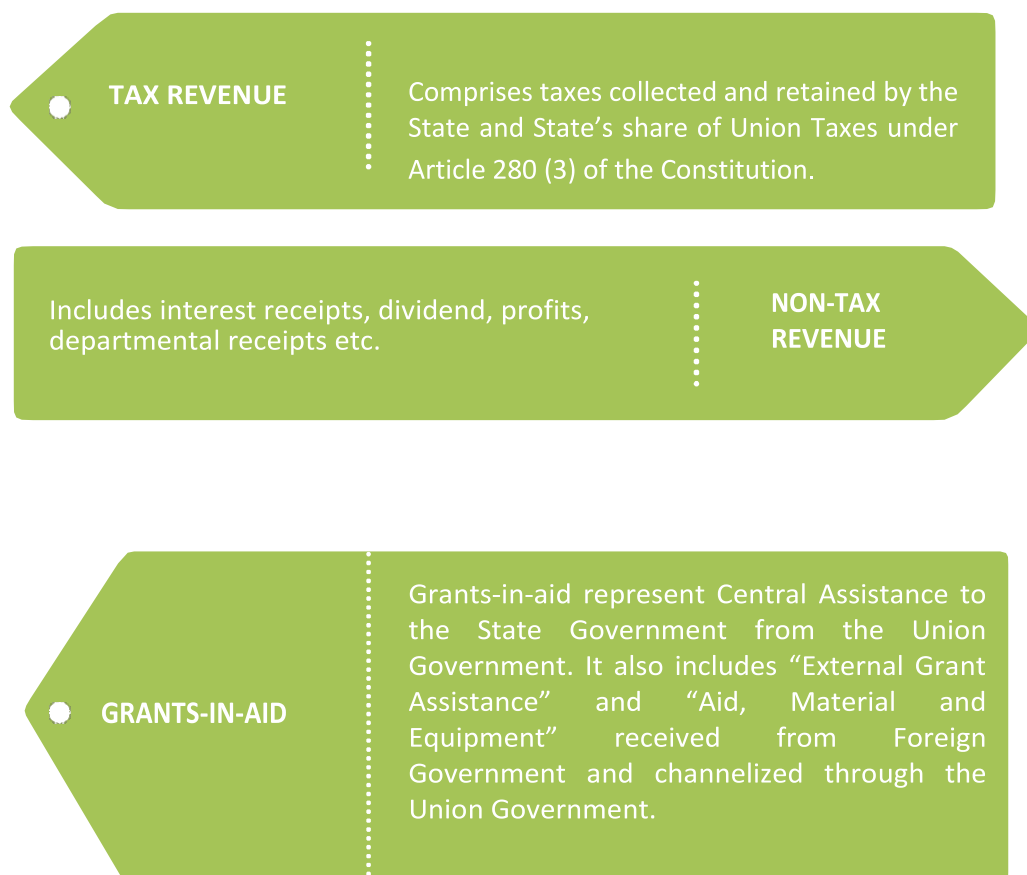 TAX REVENUE
Comprises taxes collected and retained by the
State and State’s share of Union Taxes under
Article 280 (3) of the Constitution.
Includes interest receipts, dividend, profits,
departmental receipts etc.
NON-TAX
REVENUE
GRANTS-IN-AID
Grants-in-aid represent Central Assistance to
the State Government from the Union
Government. It also includes “External Grant
Assistance” and “Aid, Material and
Equipment” received from Foreign
Government and channelized through the
Union Government.